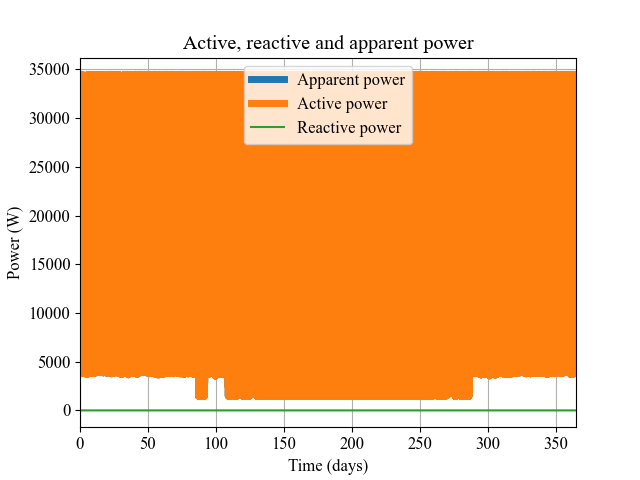 Active, reactive and apparent power
Apparent power
Active power
Reactive power
Power (W)
35000
30000
25000
20000
15000
10000
5000
0
0 50 100 150 200 250 300 350
Time (days)